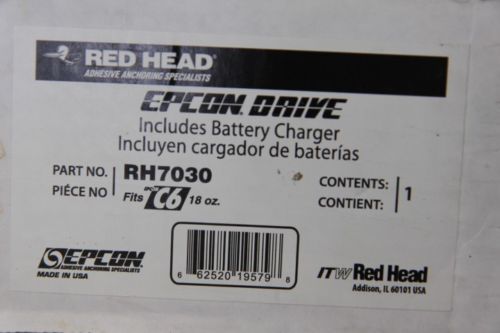 RED HEAD
ADHESIVE ANCHORING SPECIALISTS
EPCON DRIVE
Includes Battery Charger
Incluyen cargador de baterías
PART NO. RH7030
PIÉCE NO Fits EPCON C6 18 oz.
CONTENTS:
CONTIENT: 1
EPCON
ADHESIVE ANCHORING SPECIALISTS
MADE IN USA
6 62520 19579 8
ITW Red Head
Addison, IL 60101 USA